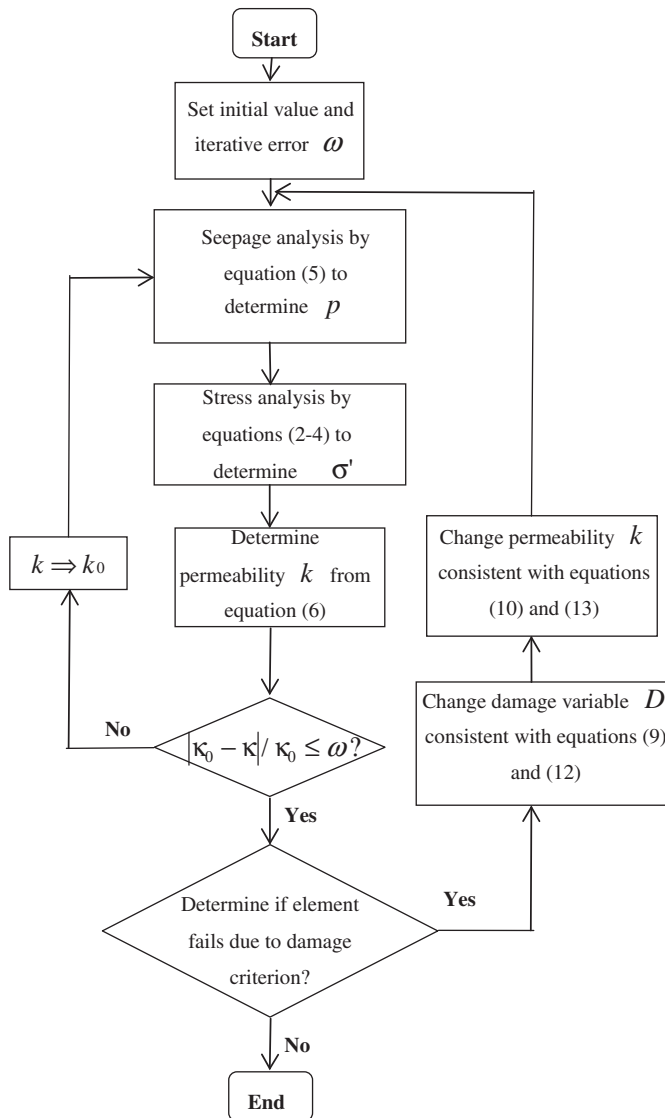 Start
Set initial value and
iterative error ω
Seepage analysis by
equation (5) to
determine p
Stress analysis by
equations (2-4) to
determine σ'
Determine
permeability k from
equation (6)
k ⇒ k₀
Change permeability k
consistent with equations
(10) and (13)
Change damage variable D
consistent with equations (9)
and (12)
No
|κ₀ − κ| / κ₀ ≤ ω?
Yes
Determine if element
fails due to damage
criterion?
Yes
No
End